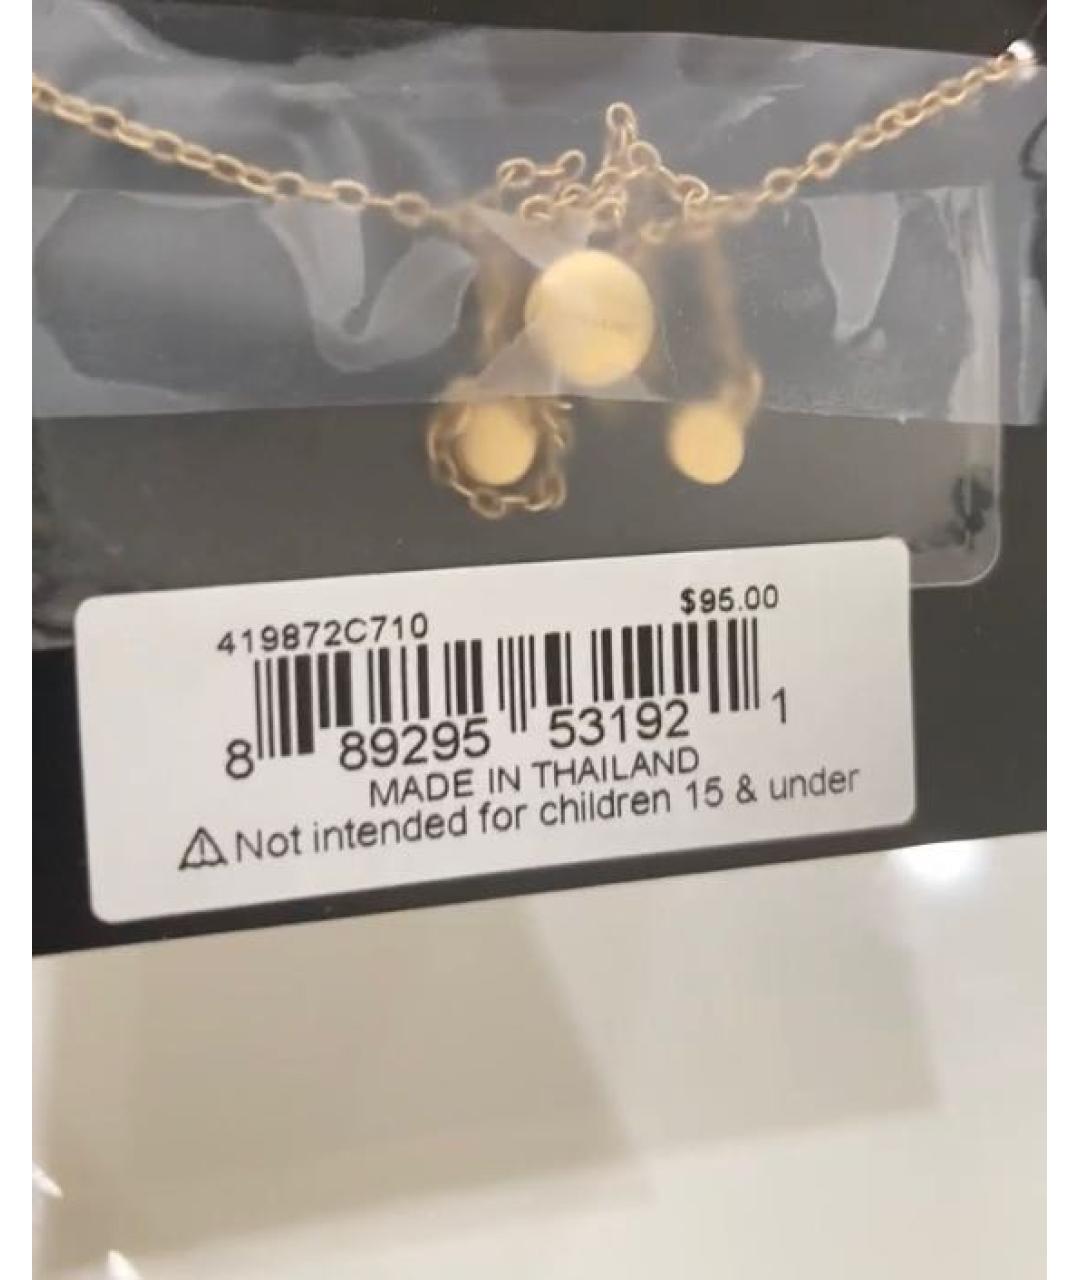 419872C710 $95.00
8 89295 53192 1
MADE IN THAILAND
⚠ Not intended for children 15 & under